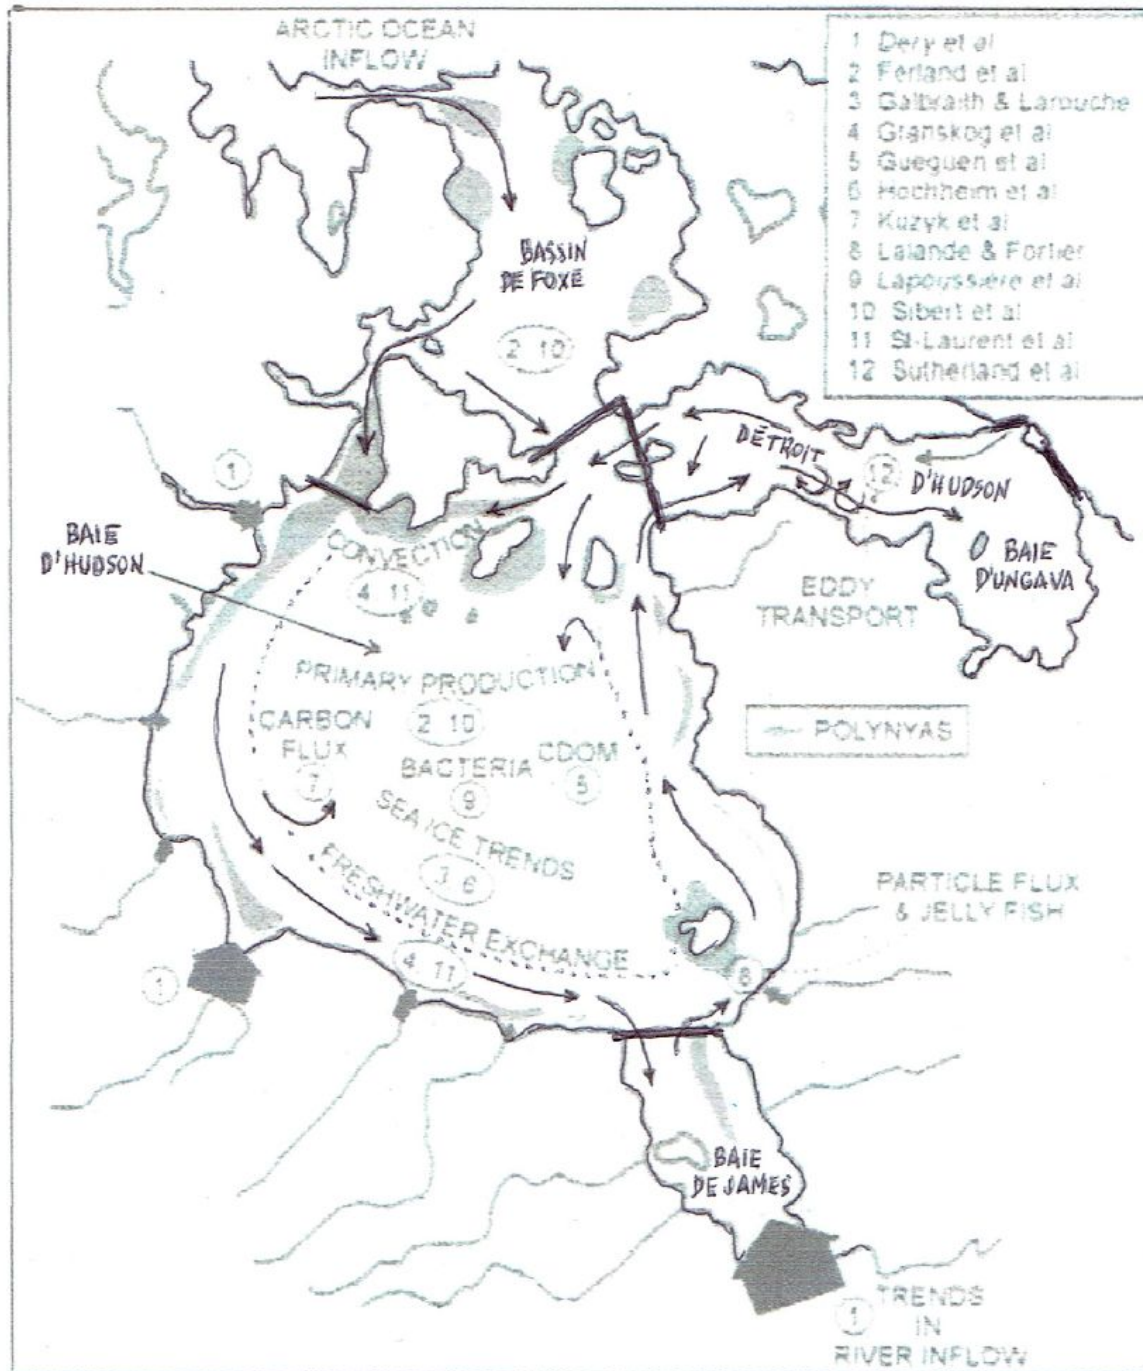 ARCTIC OCEAN
INFLOW
1 Dery et al
2 Ferland et al
3 Galbraith & Larouche
4 Granskog et al
5 Gueguen et al
6 Hochheim et al
7 Kuzyk et al
8 Lalande & Fortier
9 Lapoussière et al
10 Sibert et al
11 St-Laurent et al
12 Sutherland et al
BASSIN
DE FOXE
2 10
DÉTROIT
D'HUDSON
12
1
BAIE
D'HUDSON
CONVECTION
4 11
BAIE
D'UNGAVA
EDDY
TRANSPORT
PRIMARY PRODUCTION
2 10
CARBON
FLUX
7
BACTERIA
9
CDOM
5
POLYNYAS
SEA ICE TRENDS
3 6
FRESHWATER EXCHANGE
4 11
PARTICLE FLUX
& JELLY FISH
8
1
BAIE
DE JAMES
1 TRENDS
IN
RIVER INFLOW